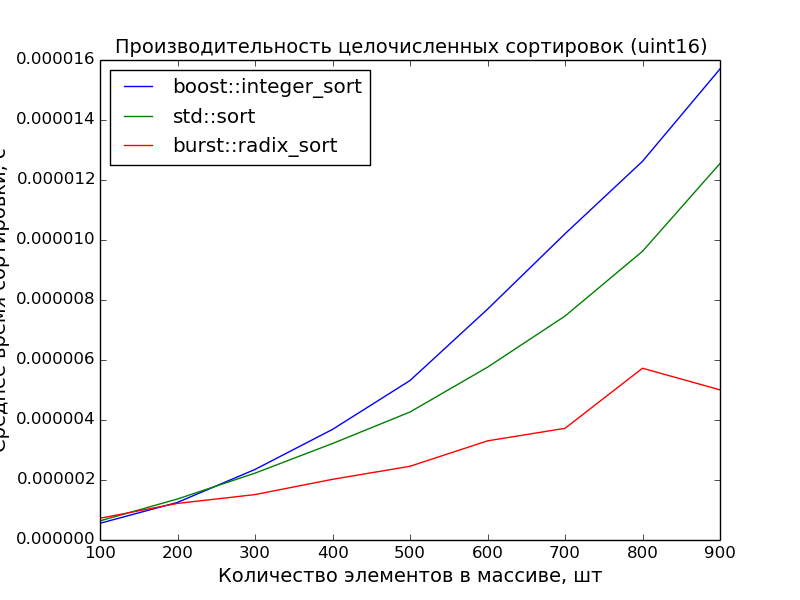 Производительность целочисленных сортировок (uint16)
boost::integer_sort
std::sort
burst::radix_sort
0.000016
0.000014
0.000012
0.000010
0.000008
0.000006
0.000004
0.000002
0.000000
Среднее время сортировки, с
100 200 300 400 500 600 700 800 900
Количество элементов в массиве, шт